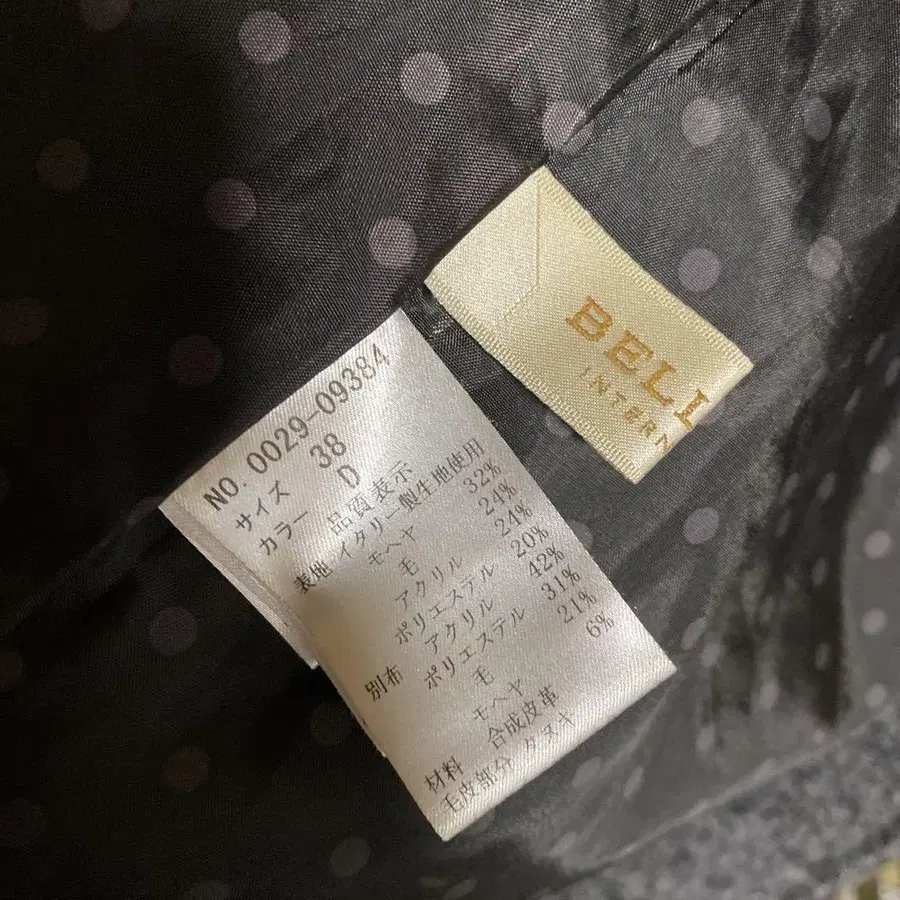 NO. 0029-09384
サイズ 38
カラー D
品質表示
表地 イタリー製生地使用
モヘヤ 32%
毛 24%
アクリル 24%
ポリエステル 20%
別布 アクリル 42%
ポリエステル 31%
毛 21%
モヘヤ 6%
材料 合成皮革
毛皮部分 タヌキ
BELL
INTERN